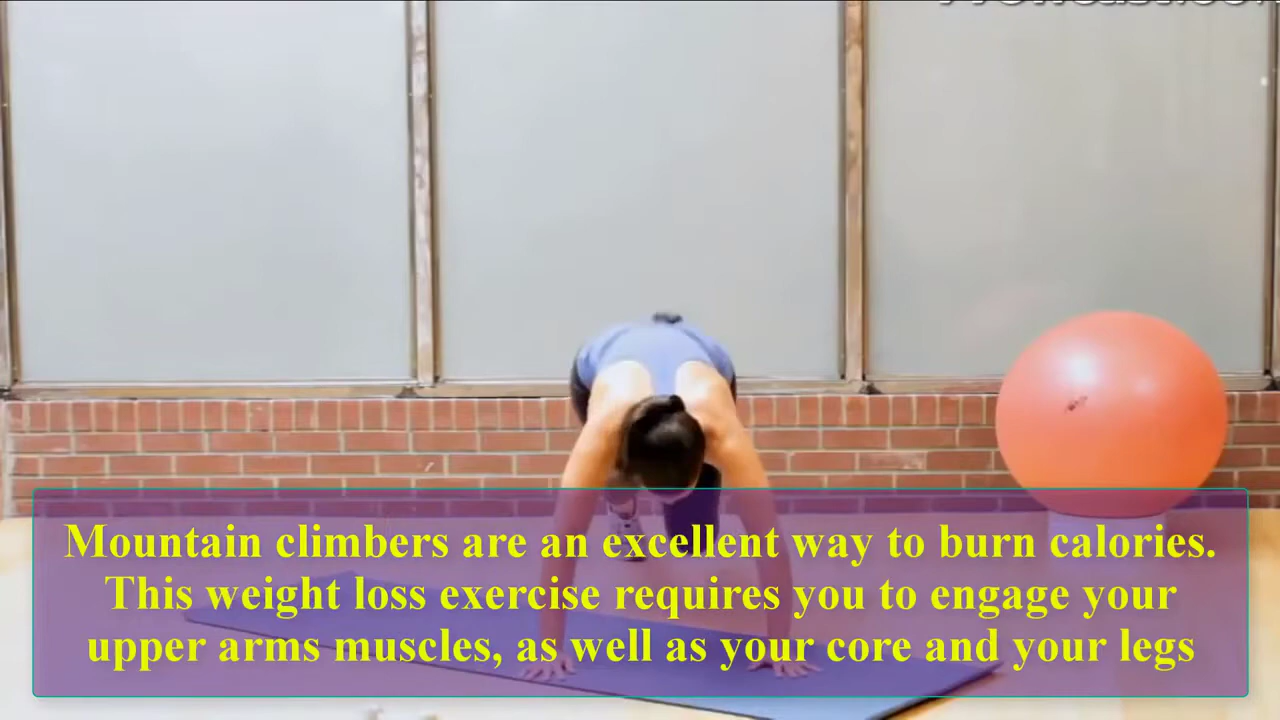 Mountain climbers are an excellent way to burn calories.
This weight loss exercise requires you to engage your
upper arms muscles, as well as your core and your legs